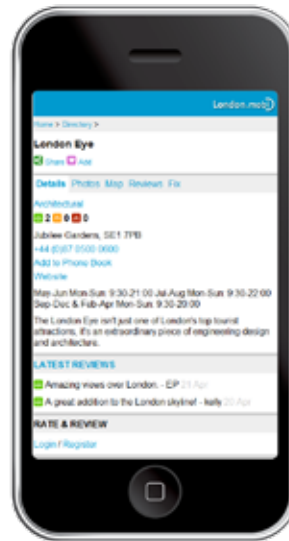 London.mobi
Home > Directory >
London Eye
Share Add
Details Photos Map Reviews Fix
Architectural
2 0 0
Jubilee Gardens, SE1 7PB
+44 (0)87 0500 0600
Add to Phone Book
Website
May-Jun Mon-Sun: 9:30-21:00 Jul-Aug Mon-Sun: 9:30-22:00
Sep-Dec & Feb-Apr Mon-Sun: 9:30-20:00
The London Eye isn't just one of London's top tourist
attractions, it's an extraordinary piece of engineering design
and architecture.
LATEST REVIEWS
Amazing views over London. - EP 21 Apr
A great addition to the London skyline! - kelly 20 Apr
RATE & REVIEW
Login / Register